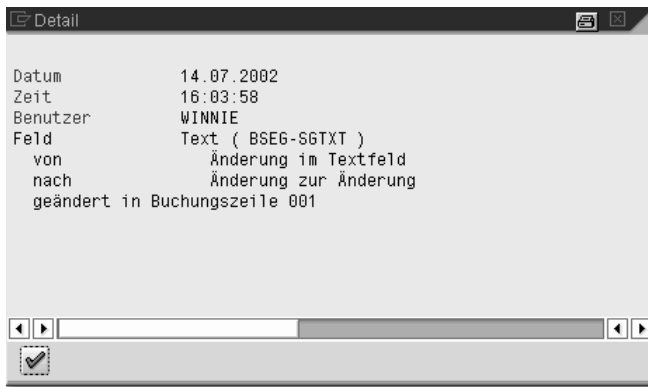 Detail
Datum 14.07.2002
Zeit 16:03:58
Benutzer WINNIE
Feld Text ( BSEG-SGTXT )
von Änderung im Textfeld
nach Änderung zur Änderung
geändert in Buchungszeile 001